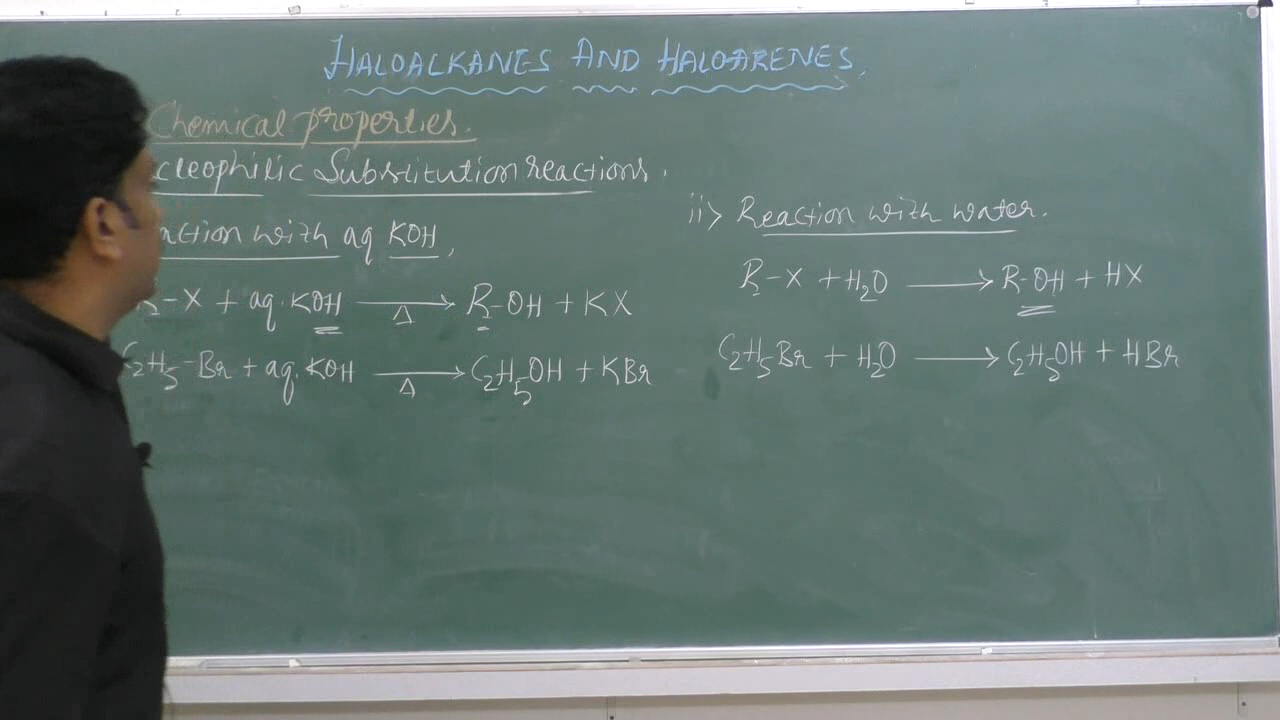 HALOALKANES AND HALOARENES.
Chemical properties.
cleophilic Substitution reactions.
action with aq KOH,
R-X + aq. KOH →Δ R-OH + KX
C2H5-Br + aq. KOH →Δ C2H5OH + KBr
ii> Reaction with water.
R-X + H2O → R-OH + HX
C2H5Br + H2O → C2H5OH + HBr